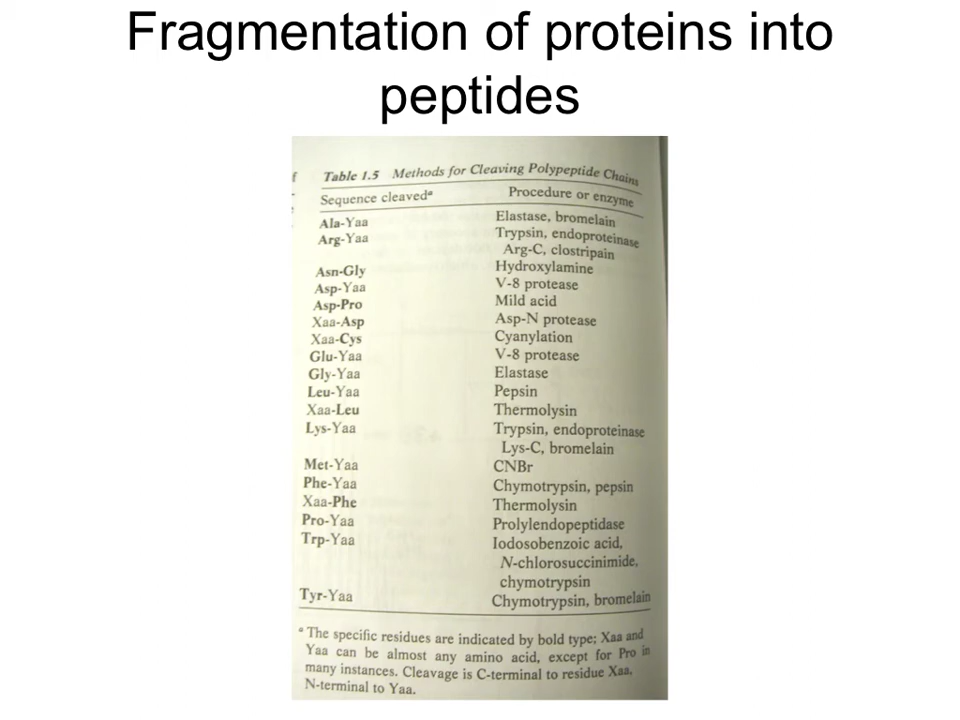 Fragmentation of proteins into
peptides
f
Table 1.5 Methods for Cleaving Polypeptide Chains
Sequence cleavedᵃ Procedure or enzyme
Ala-Yaa Elastase, bromelain
Arg-Yaa Trypsin, endoproteinase
Arg-C, clostripain
Asn-Gly Hydroxylamine
Asp-Yaa V-8 protease
Asp-Pro Mild acid
Xaa-Asp Asp-N protease
Xaa-Cys Cyanylation
Glu-Yaa V-8 protease
Gly-Yaa Elastase
Leu-Yaa Pepsin
Xaa-Leu Thermolysin
Lys-Yaa Trypsin, endoproteinase
Lys-C, bromelain
Met-Yaa CNBr
Phe-Yaa Chymotrypsin, pepsin
Xaa-Phe Thermolysin
Pro-Yaa Prolylendopeptidase
Trp-Yaa Iodosobenzoic acid,
N-chlorosuccinimide,
chymotrypsin
Tyr-Yaa Chymotrypsin, bromelain
ᵃ The specific residues are indicated by bold type; Xaa and
Yaa can be almost any amino acid, except for Pro in
many instances. Cleavage is C-terminal to residue Xaa,
N-terminal to Yaa.